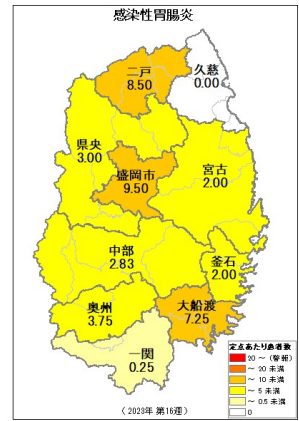 感染性胃腸炎
二戸
8.50
久慈
0.00
県央
3.00
盛岡市
9.50
宮古
2.00
中部
2.83
釜石
2.00
奥州
3.75
大船渡
7.25
一関
0.25
定点あたり患者数
20 ～ (警報)
～ 20 未満
～ 10 未満
～ 5 未満
～ 0.5 未満
0
（ 2023年 第16週）